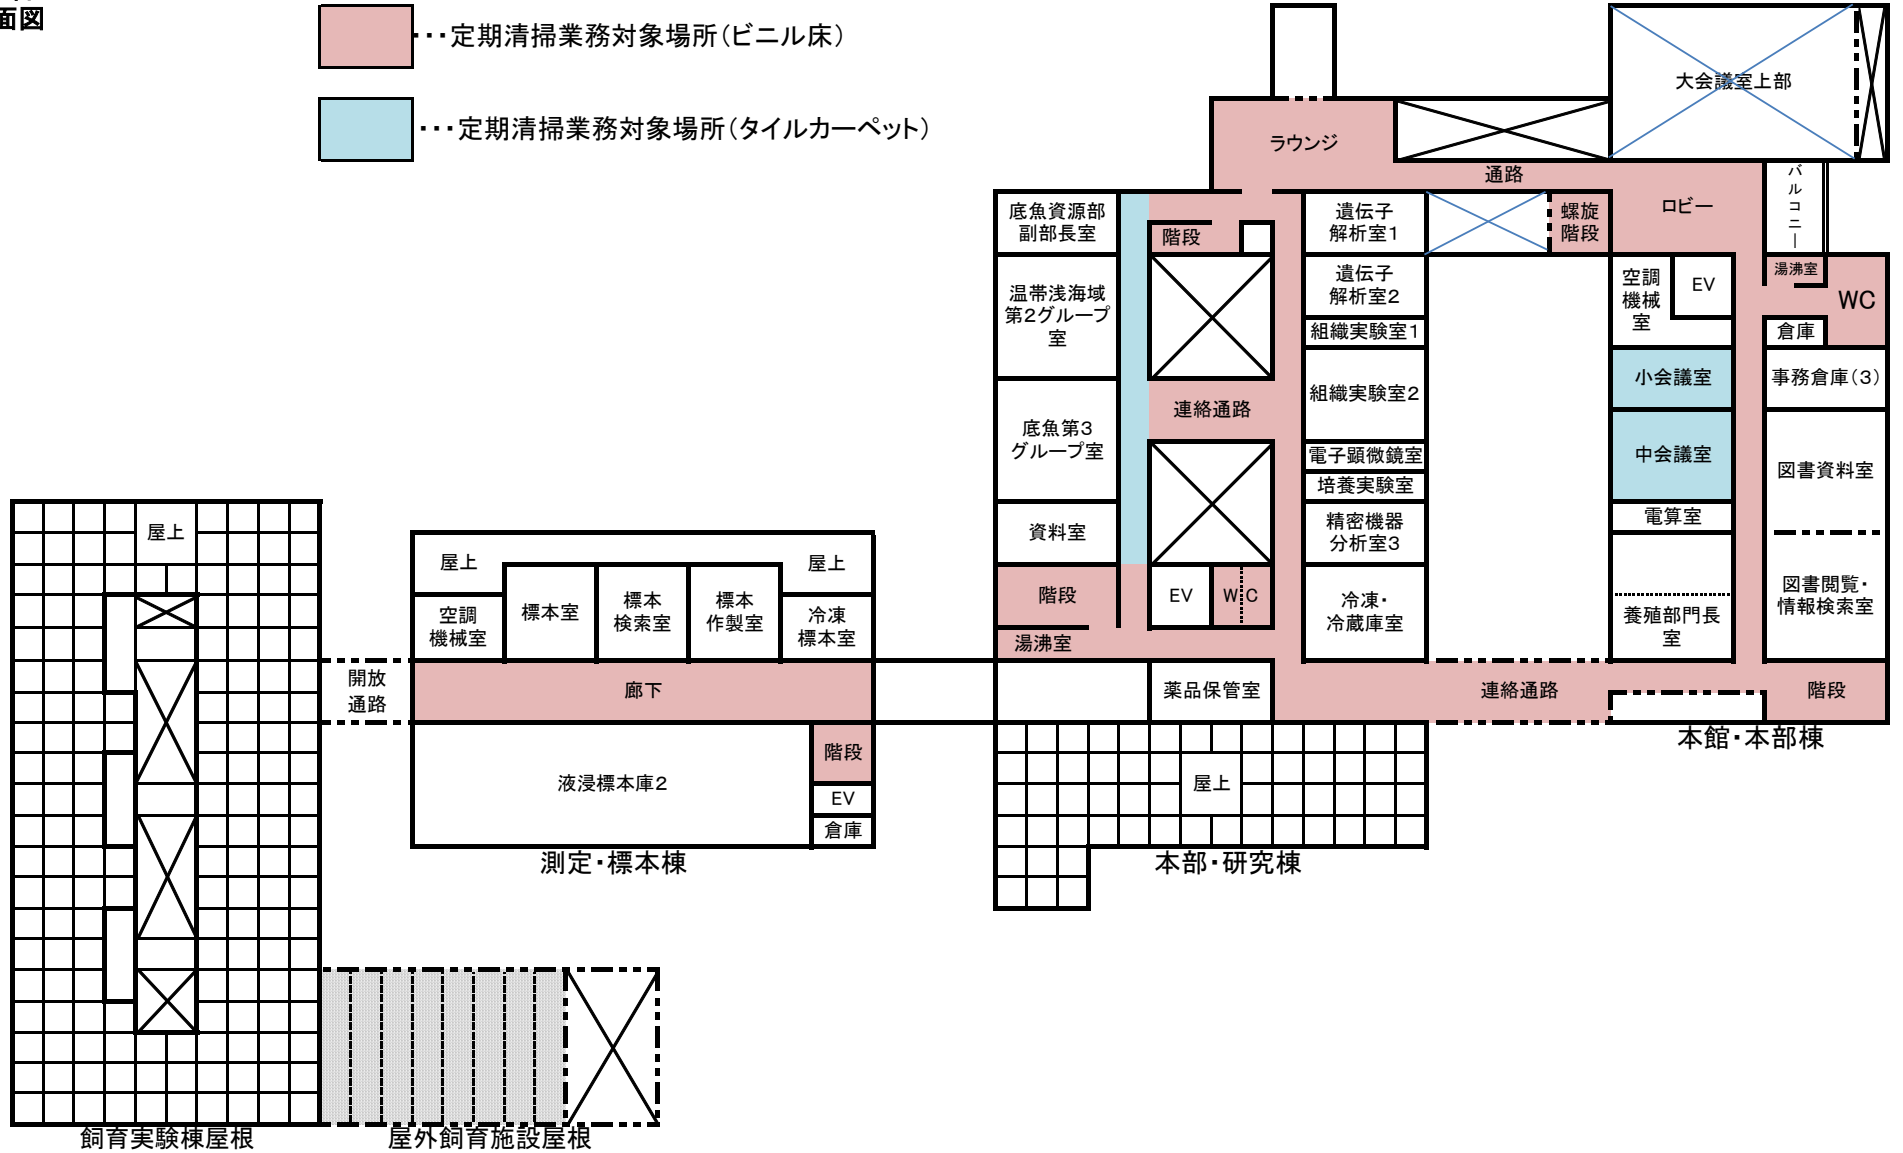 面図
･･･定期清掃業務対象場所（ビニル床）
･･･定期清掃業務対象場所（タイルカーペット）
大会議室上部
ラウンジ
通路
バルコニー
ロビー
底魚資源部
副部長室
階段
遺伝子
解析室1
螺旋
階段
温帯浅海域
第2グループ
室
遺伝子
解析室2
組織実験室1
空調
機械
室
EV
湯沸室
WC
倉庫
小会議室
事務倉庫（3）
連絡通路
組織実験室2
底魚第3
グループ室
電子顕微鏡室
培養実験室
中会議室
図書資料室
電算室
資料室
精密機器
分析室3
階段
EV
WC
冷凍・
冷蔵庫室
養殖部門長
室
図書閲覧・
情報検索室
湯沸室
薬品保管室
連絡通路
階段
本館・本部棟
屋上
本部・研究棟
屋上
屋上
空調
機械室
標本室
標本
検索室
標本
作製室
冷凍
標本室
廊下
階段
液浸標本庫2
EV
倉庫
測定・標本棟
開放
通路
屋上
飼育実験棟屋根
屋外飼育施設屋根